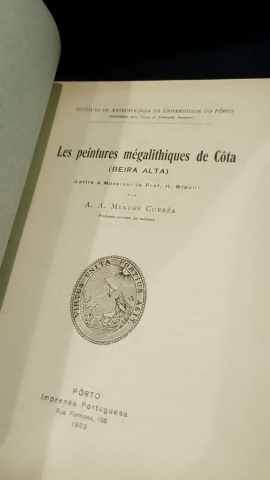 INSTITUTO DE ANTROPOLOGIA DA UNIVERSIDADE DO PÔRTO
Les peintures mégalithiques de Côta
(BEIRA ALTA)
(Lettre à Monsieur le Prof. H. Breuil)
PAR
A. A. MENDES CORRÊA
VIRTUS UNITA FORTIUS AGIT
PÔRTO
Imprensa Portuguesa
Rua Formosa, 108
1933